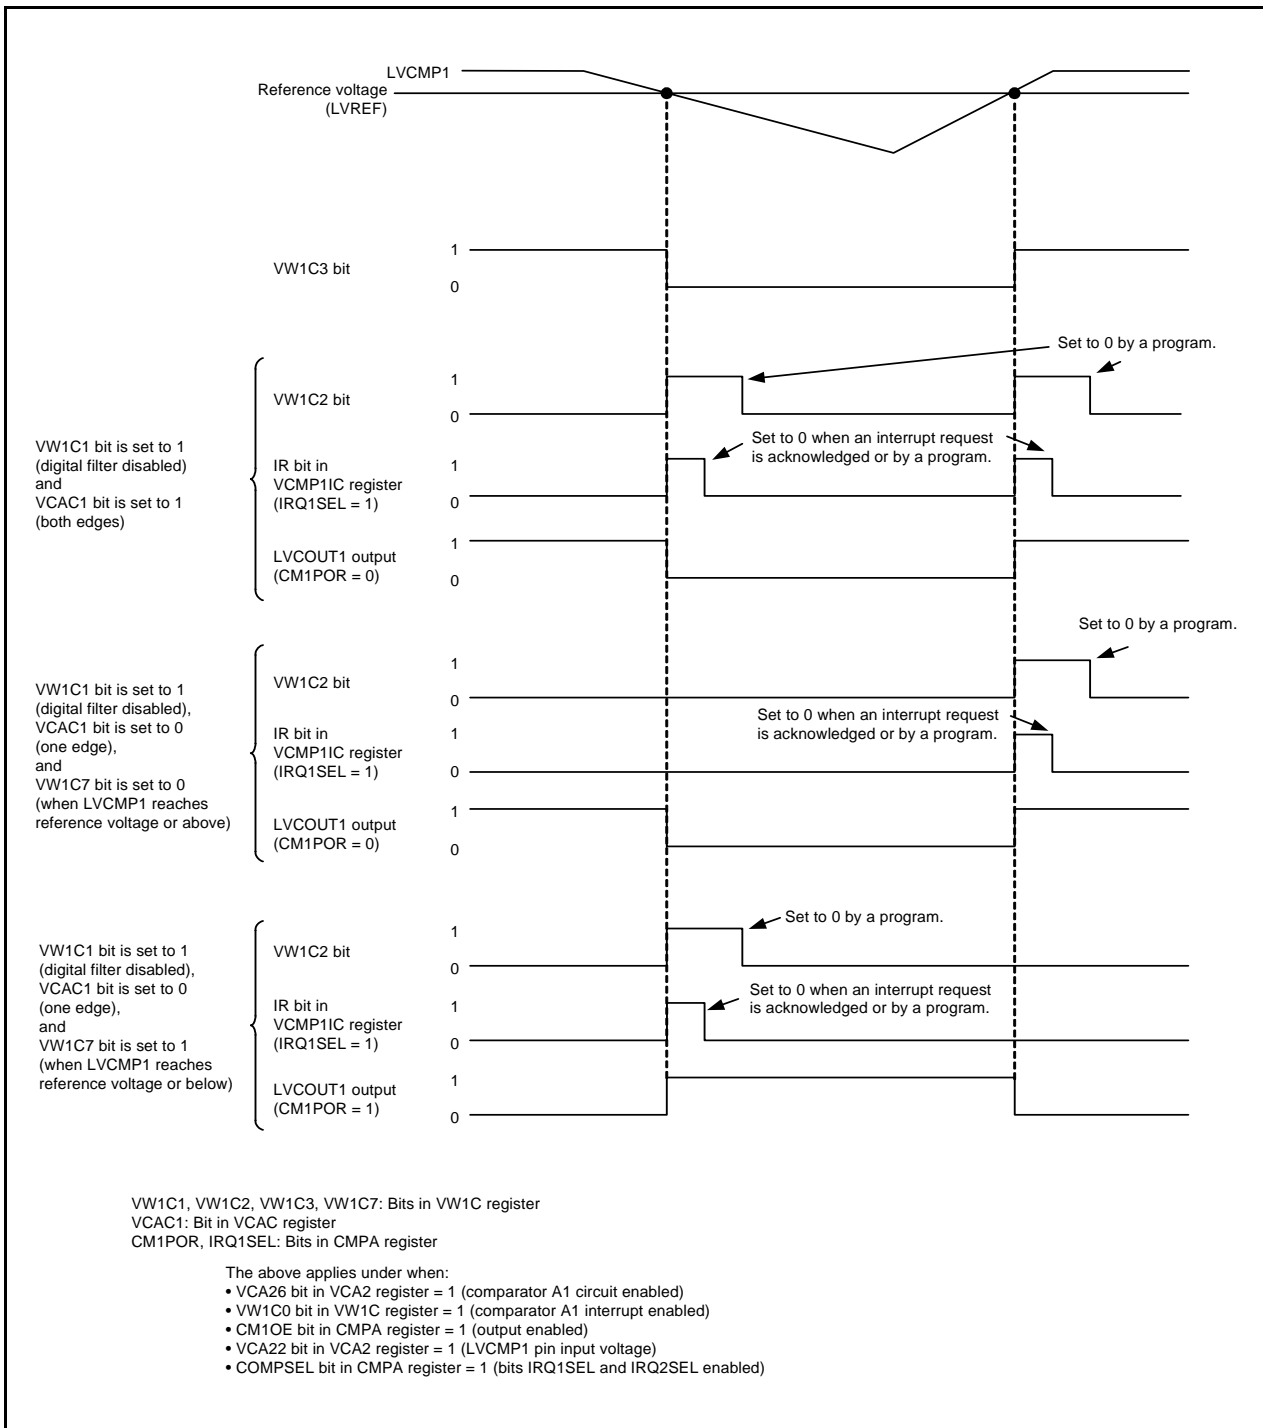 LVCMP1
Reference voltage
(LVREF)
VW1C3 bit
1
0
VW1C1 bit is set to 1
(digital filter disabled)
and
VCAC1 bit is set to 1
(both edges)
VW1C2 bit
1
0
Set to 0 by a program.
IR bit in
VCMP1IC register
(IRQ1SEL = 1)
1
0
Set to 0 when an interrupt request
is acknowledged or by a program.
LVCOUT1 output
(CM1POR = 0)
1
0
VW1C1 bit is set to 1
(digital filter disabled),
VCAC1 bit is set to 0
(one edge),
and
VW1C7 bit is set to 0
(when LVCMP1 reaches
reference voltage or above)
VW1C2 bit
1
0
Set to 0 by a program.
IR bit in
VCMP1IC register
(IRQ1SEL = 1)
1
0
Set to 0 when an interrupt request
is acknowledged or by a program.
LVCOUT1 output
(CM1POR = 0)
1
0
VW1C1 bit is set to 1
(digital filter disabled),
VCAC1 bit is set to 0
(one edge),
and
VW1C7 bit is set to 1
(when LVCMP1 reaches
reference voltage or below)
VW1C2 bit
1
0
Set to 0 by a program.
IR bit in
VCMP1IC register
(IRQ1SEL = 1)
1
0
Set to 0 when an interrupt request
is acknowledged or by a program.
LVCOUT1 output
(CM1POR = 1)
1
0
VW1C1, VW1C2, VW1C3, VW1C7: Bits in VW1C register
VCAC1: Bit in VCAC register
CM1POR, IRQ1SEL: Bits in CMPA register
The above applies under when:
• VCA26 bit in VCA2 register = 1 (comparator A1 circuit enabled)
• VW1C0 bit in VW1C register = 1 (comparator A1 interrupt enabled)
• CM1OE bit in CMPA register = 1 (output enabled)
• VCA22 bit in VCA2 register = 1 (LVCMP1 pin input voltage)
• COMPSEL bit in CMPA register = 1 (bits IRQ1SEL and IRQ2SEL enabled)